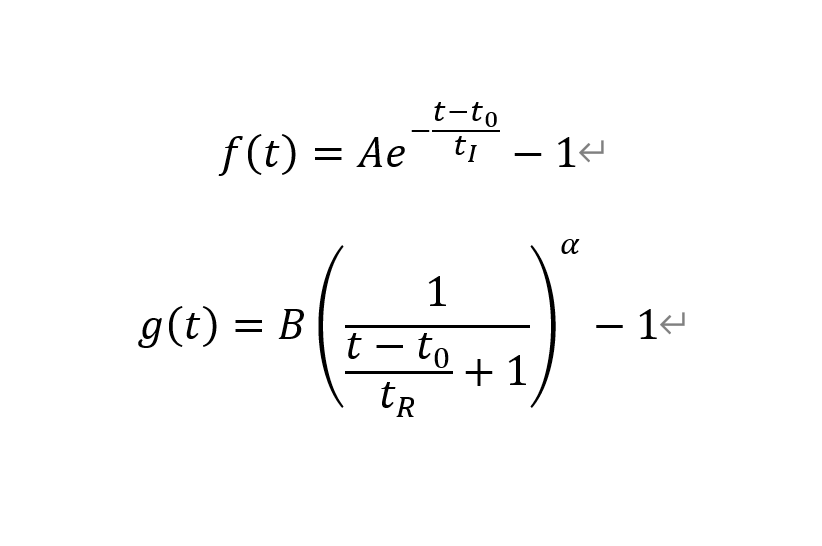 f(t) = Ae^{-\frac{t-t_0}{t_I}} - 1↵
g(t) = B\left(\frac{1}{\frac{t-t_0}{t_R}+1}\right)^{\alpha} - 1↵